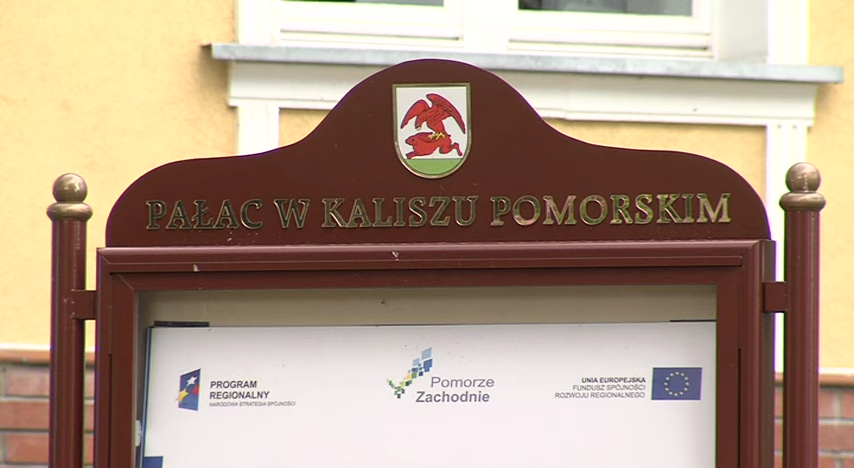 PAŁAC W KALISZU POMORSKIM
PROGRAM
REGIONALNY
NARODOWA STRATEGIA SPÓJNOŚCI
Pomorze
Zachodnie
UNIA EUROPEJSKA
FUNDUSZ SPÓJNOŚCI
ROZWOJU REGIONALNEGO